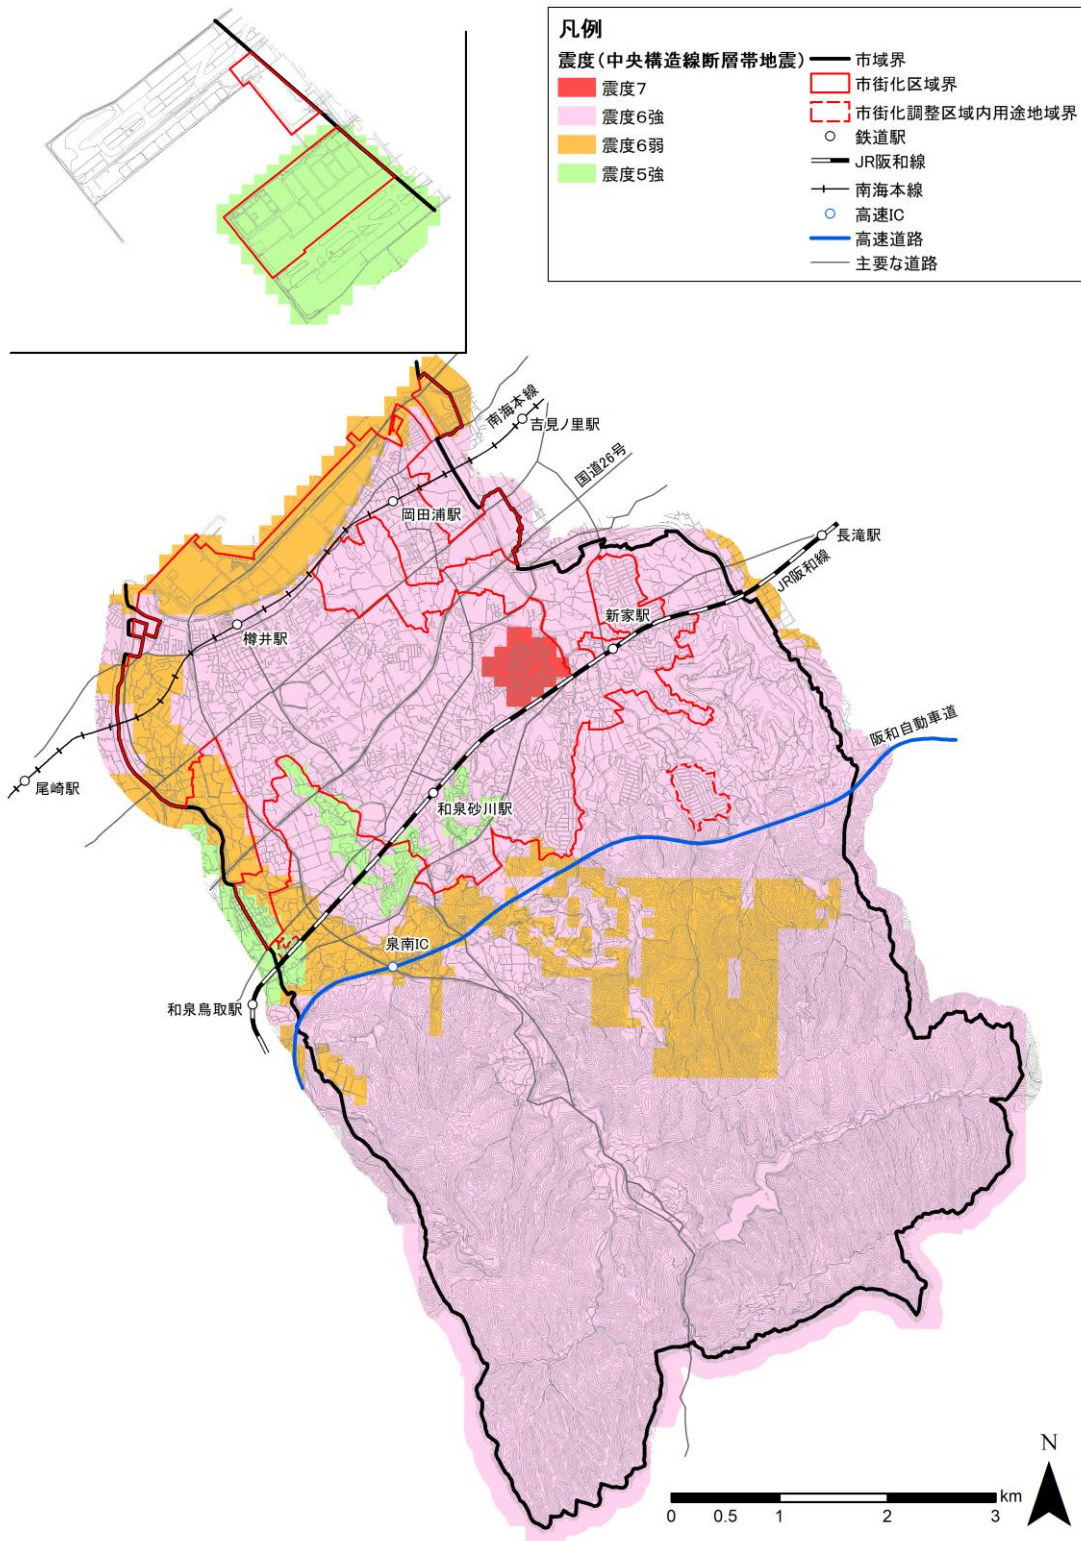 凡例
震度(中央構造線断層帯地震)
震度7
震度6強
震度6弱
震度5強
市域界
市街化区域界
市街化調整区域内用途地域界
鉄道駅
JR阪和線
南海本線
高速IC
高速道路
主要な道路
南海本線
吉見ノ里駅
国道26号
岡田浦駅
長滝駅
JR阪和線
新家駅
樽井駅
阪和自動車道
尾崎駅
和泉砂川駅
泉南IC
和泉鳥取駅
N
km
0 0.5 1 2 3